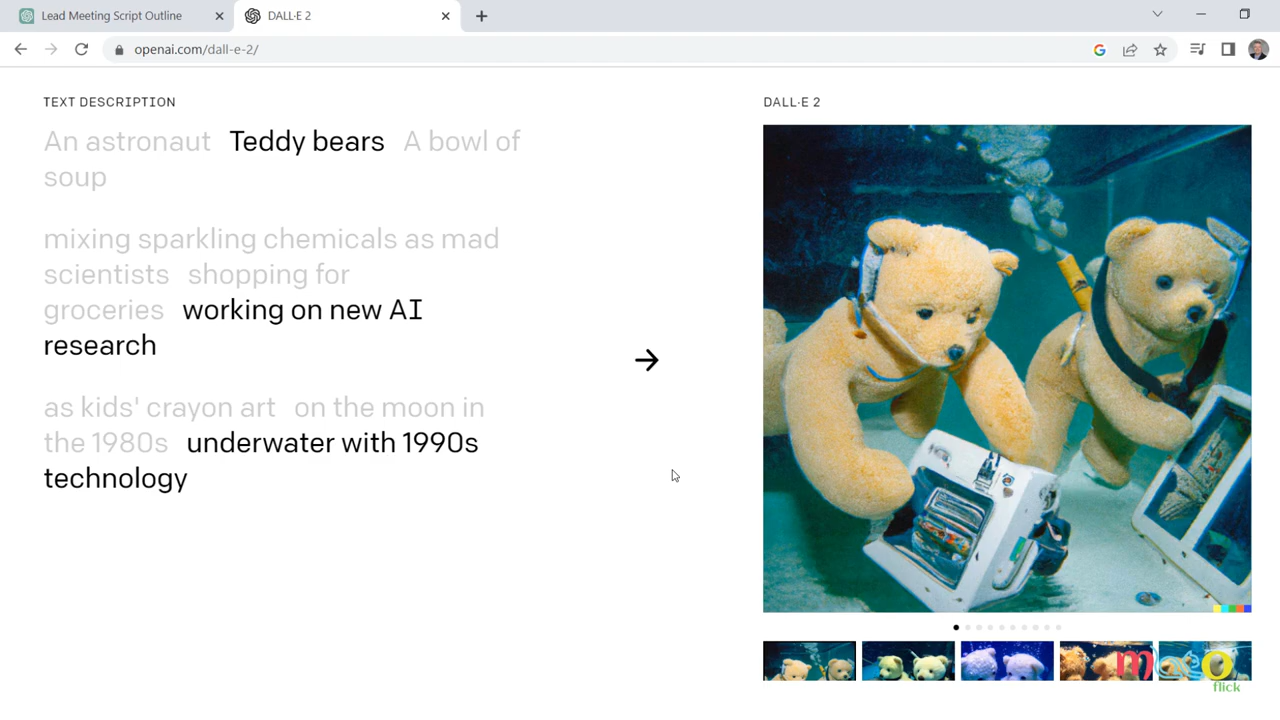 Lead Meeting Script Outline
DALL·E 2
openai.com/dall-e-2/
TEXT DESCRIPTION
An astronaut Teddy bears A bowl of
soup
mixing sparkling chemicals as mad
scientists shopping for
groceries working on new AI
research
as kids' crayon art on the moon in
the 1980s underwater with 1990s
technology
DALL·E 2
flick